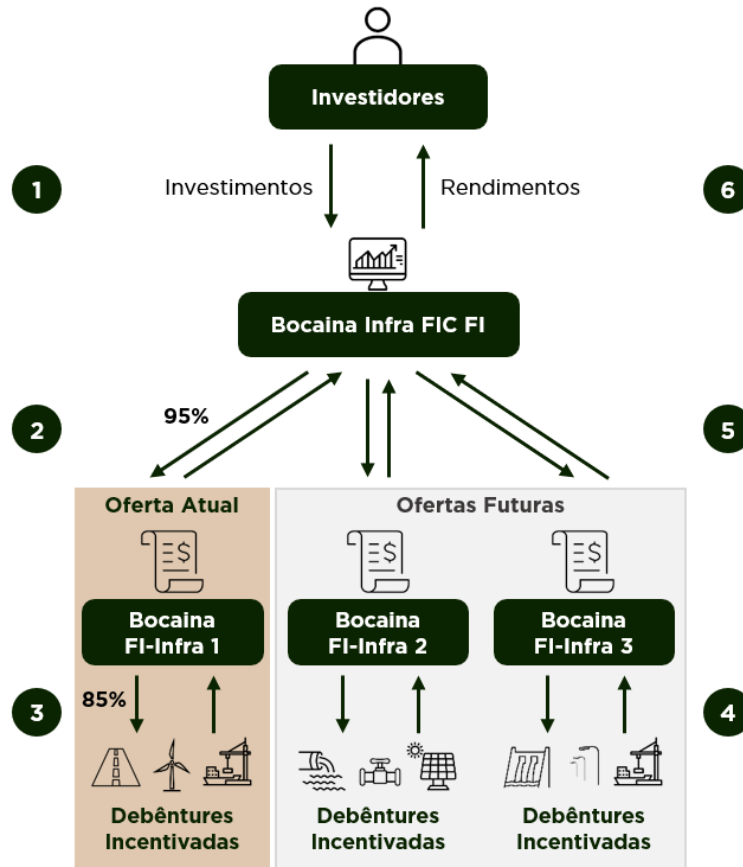 Investidores
1
Investimentos
Rendimentos
6
Bocaina Infra FIC FI
2
95%
5
Oferta Atual
Ofertas Futuras
$
$
$
Bocaina
FI-Infra 1
Bocaina
FI-Infra 2
Bocaina
FI-Infra 3
3
85%
4
Debêntures
Incentivadas
Debêntures
Incentivadas
Debêntures
Incentivadas